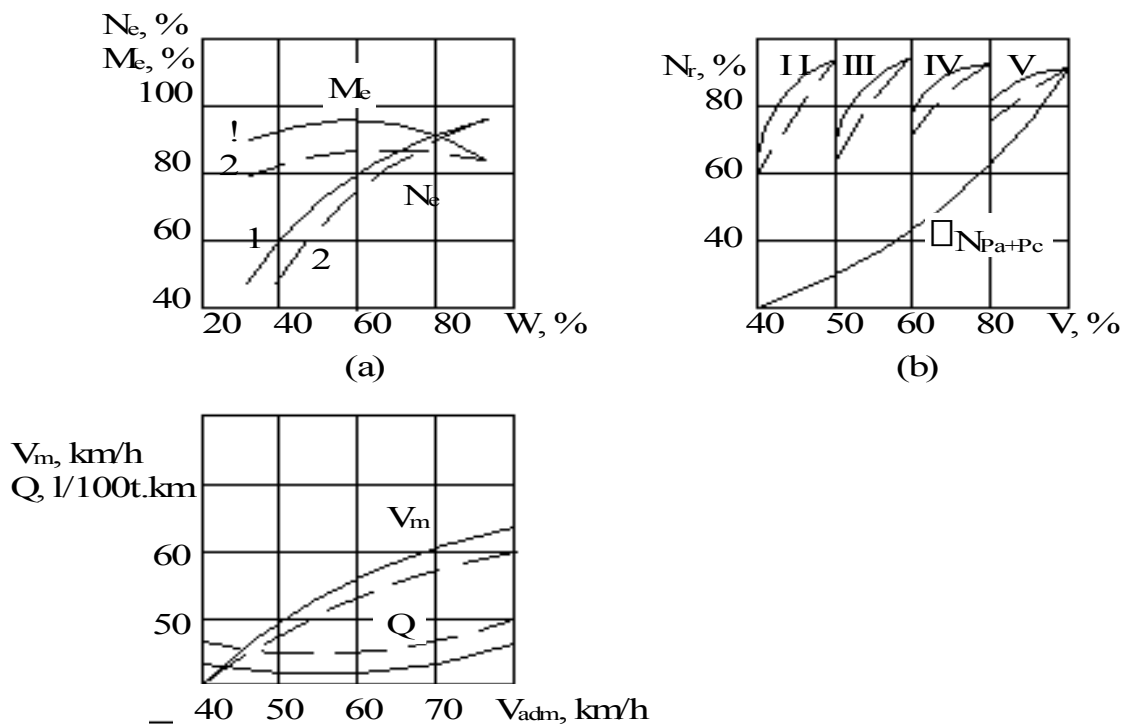 Ne, %
Me, %
100
80
60
40
20 40 60 80 W, %
Me
!
2
Ne
1
2
(a)
Nr, %
80
60
40
II III IV V
□NPa+Pc
40 50 60 80 V, %
(b)
Vm, km/h
Q, l/100t.km
60
50
Vm
Q
_ 40 50 60 70 Vadm, km/h